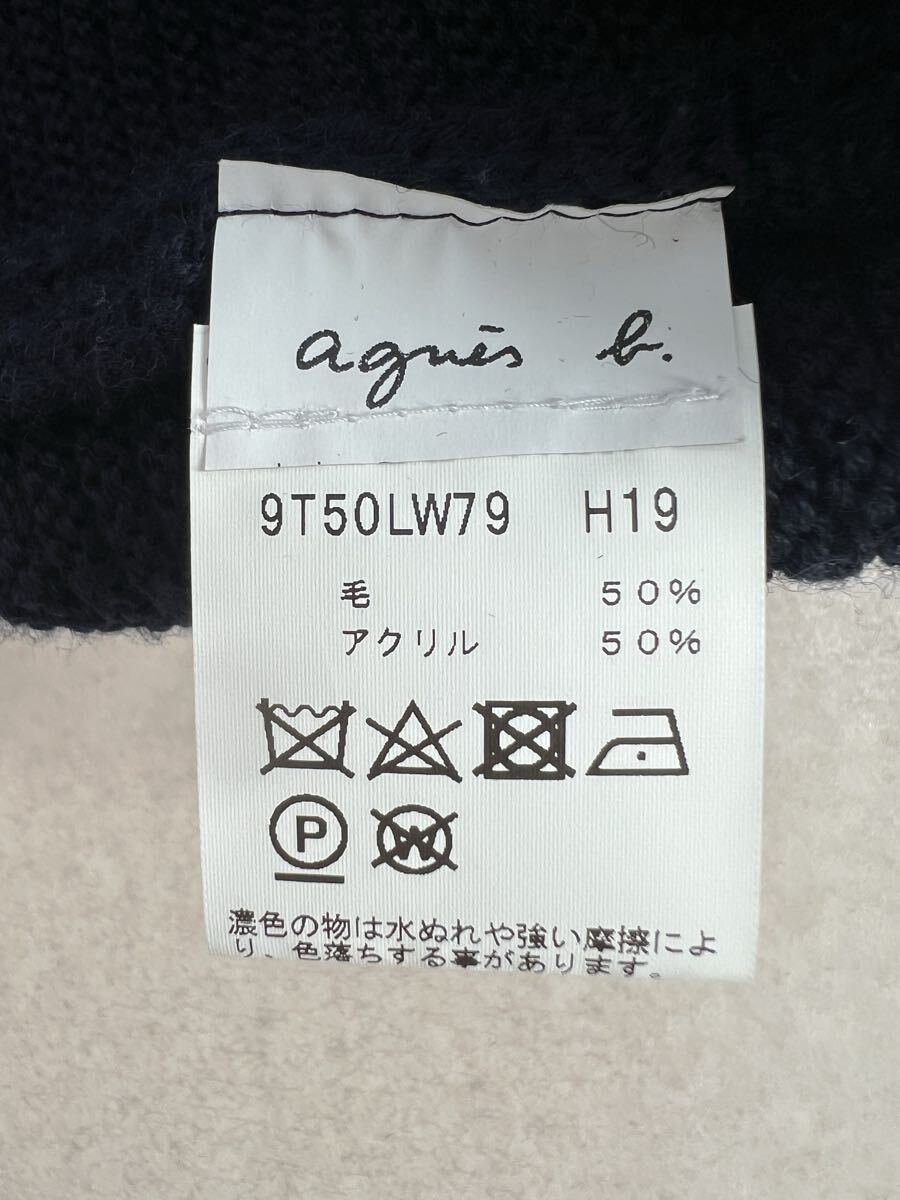 agnès b.
9T50LW79 H19
毛 50%
アクリル 50%
P
W
濃色の物は水ぬれや強い摩擦によ
り、色落ちする事があります。